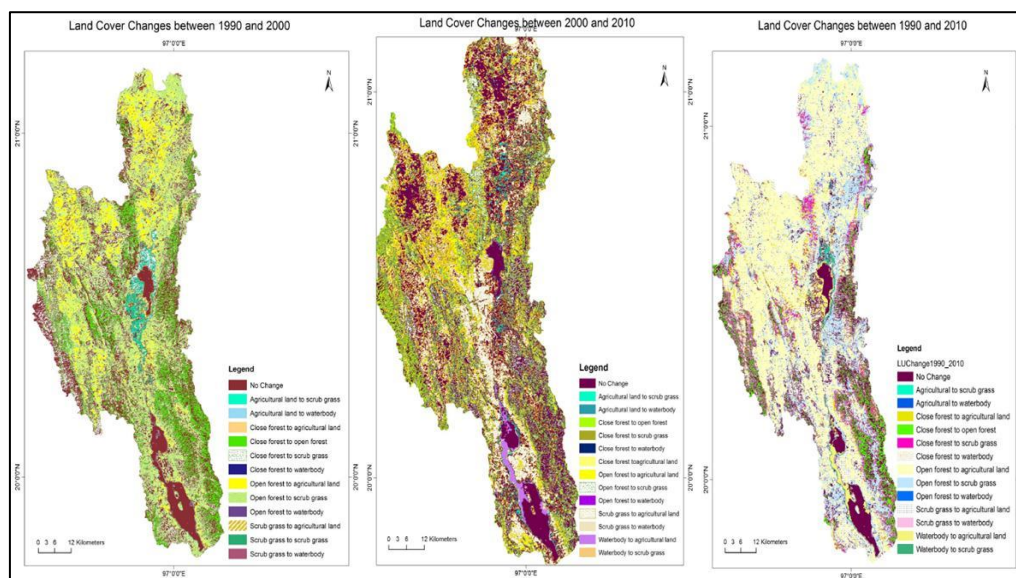 Land Cover Changes between 1990 and 2000
97°0'0"E
N
21°0'0"N
20°0'0"N
Legend
No Change
Agricultural land to scrub grass
Agricultural land to waterbody
Close forest to agricultural land
Close forest to open forest
Close forest to scrub grass
Close forest to waterbody
Open forest to agricultural land
Open forest to scrub grass
Open forest to waterbody
Scrub grass to agricultural land
Scrub grass to scrub grass
Scrub grass to waterbody
0 3 6 12 Kilometers
97°0'0"E
Land Cover Changes between 2000 and 2010
97°0'0"E
N
21°0'0"N
20°0'0"N
Legend
No Change
Agricultural land to scrub grass
Agricultural land to waterbody
Close forest to open forest
Close forest to scrub grass
Close forest to waterbody
Close forest toagricultural land
Open forest to agricultural land
Open forest to scrub grass
Open forest to waterbody
Scrub grass to agricultural land
Scrub grass to waterbody
Waterbody to agricultural land
Waterbody to scrub grass
0 3 6 12 Kilometers
97°0'0"E
Land Cover Changes between 1990 and 2010
97°0'0"E
N
21°0'0"N
20°0'0"N
Legend
LUChange1990_2010
No Change
Agricultural to scrub grass
Agricultural to waterbody
Close forest to agricultural land
Close forest to open forest
Close forest to scrub grass
Close forest to waterbody
Open forest to agricultural land
Open forest to scrub grass
Open forest to waterbody
Scrub grass to agricultural land
Scrub grass to waterbody
Waterbody to agricultural land
Waterbody to scrub grass
0 3 6 12 Kilometers
97°0'0"E